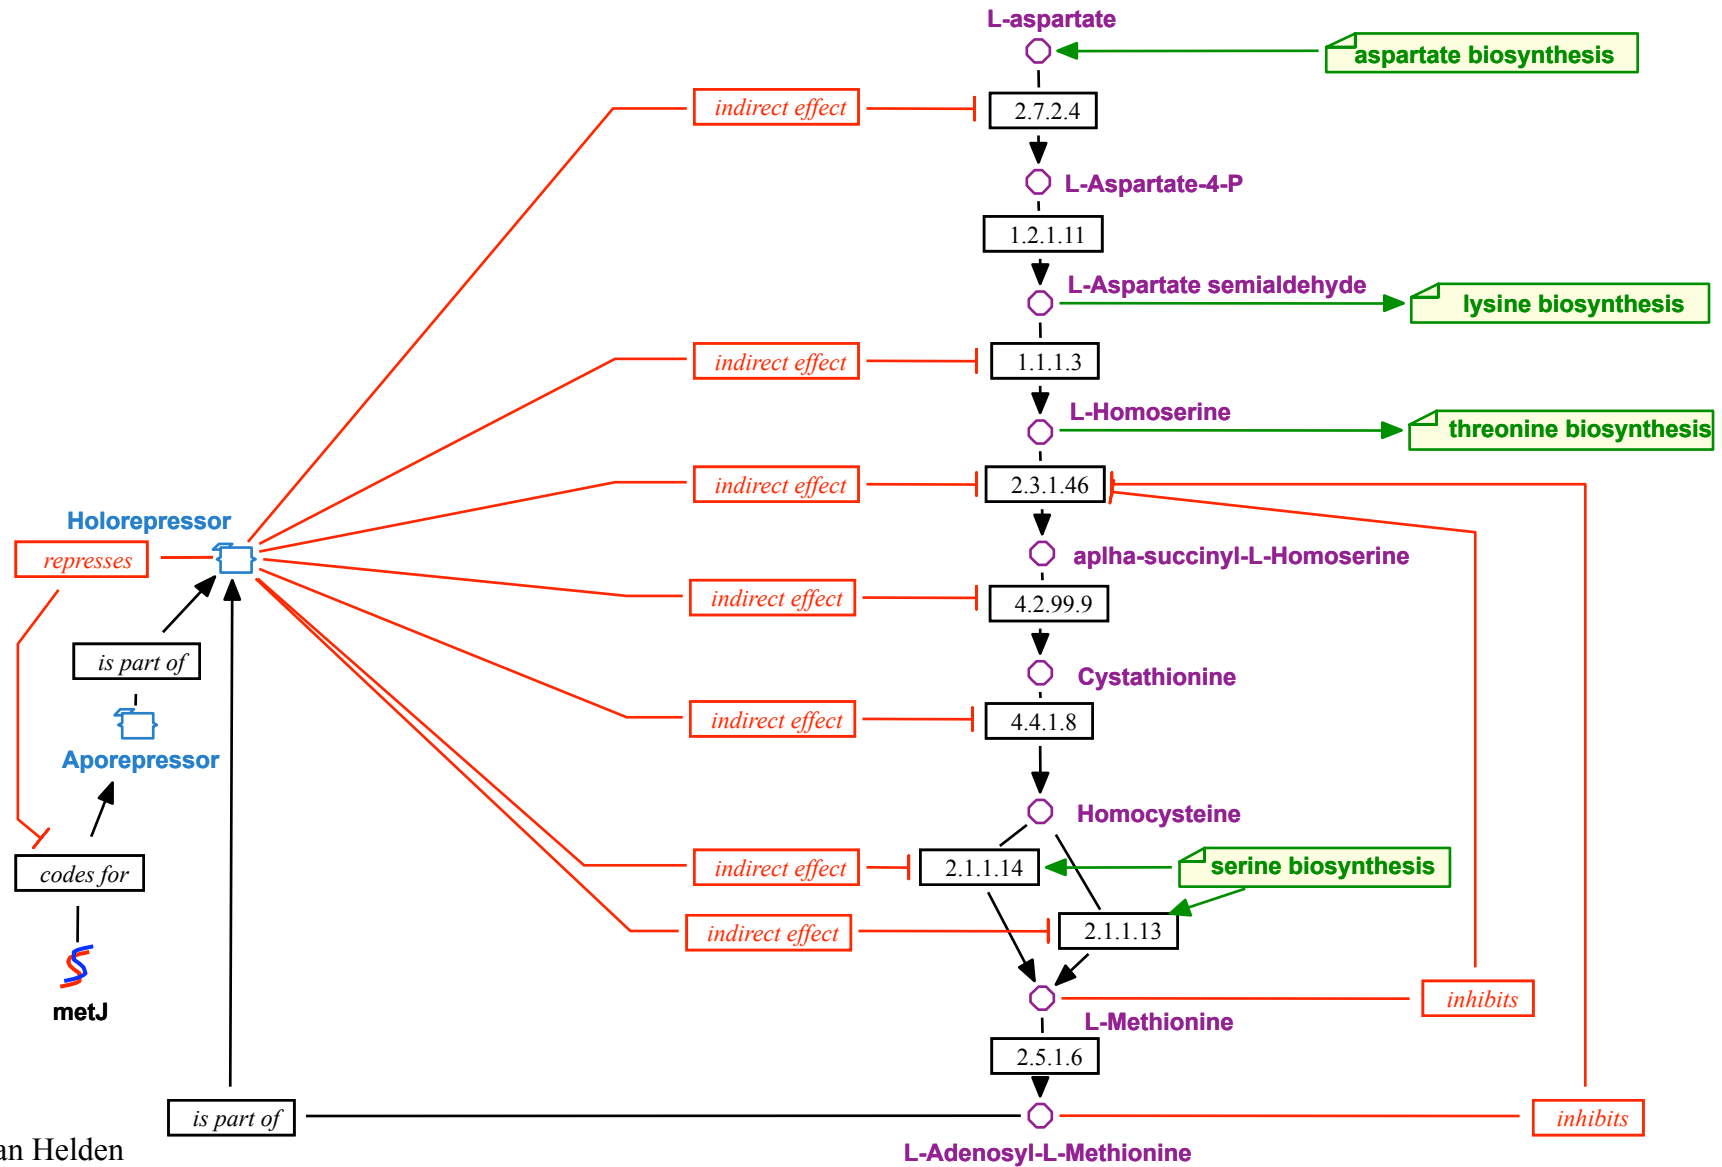 L-aspartate
aspartate biosynthesis
indirect effect
2.7.2.4
L-Aspartate-4-P
1.2.1.11
L-Aspartate semialdehyde
lysine biosynthesis
indirect effect
1.1.1.3
L-Homoserine
threonine biosynthesis
indirect effect
2.3.1.46
Holorepressor
represses
aplha-succinyl-L-Homoserine
indirect effect
4.2.99.9
is part of
Cystathionine
indirect effect
4.4.1.8
Aporepressor
Homocysteine
codes for
indirect effect
2.1.1.14
serine biosynthesis
indirect effect
2.1.1.13
metJ
L-Methionine
inhibits
2.5.1.6
is part of
inhibits
an Helden
L-Adenosyl-L-Methionine